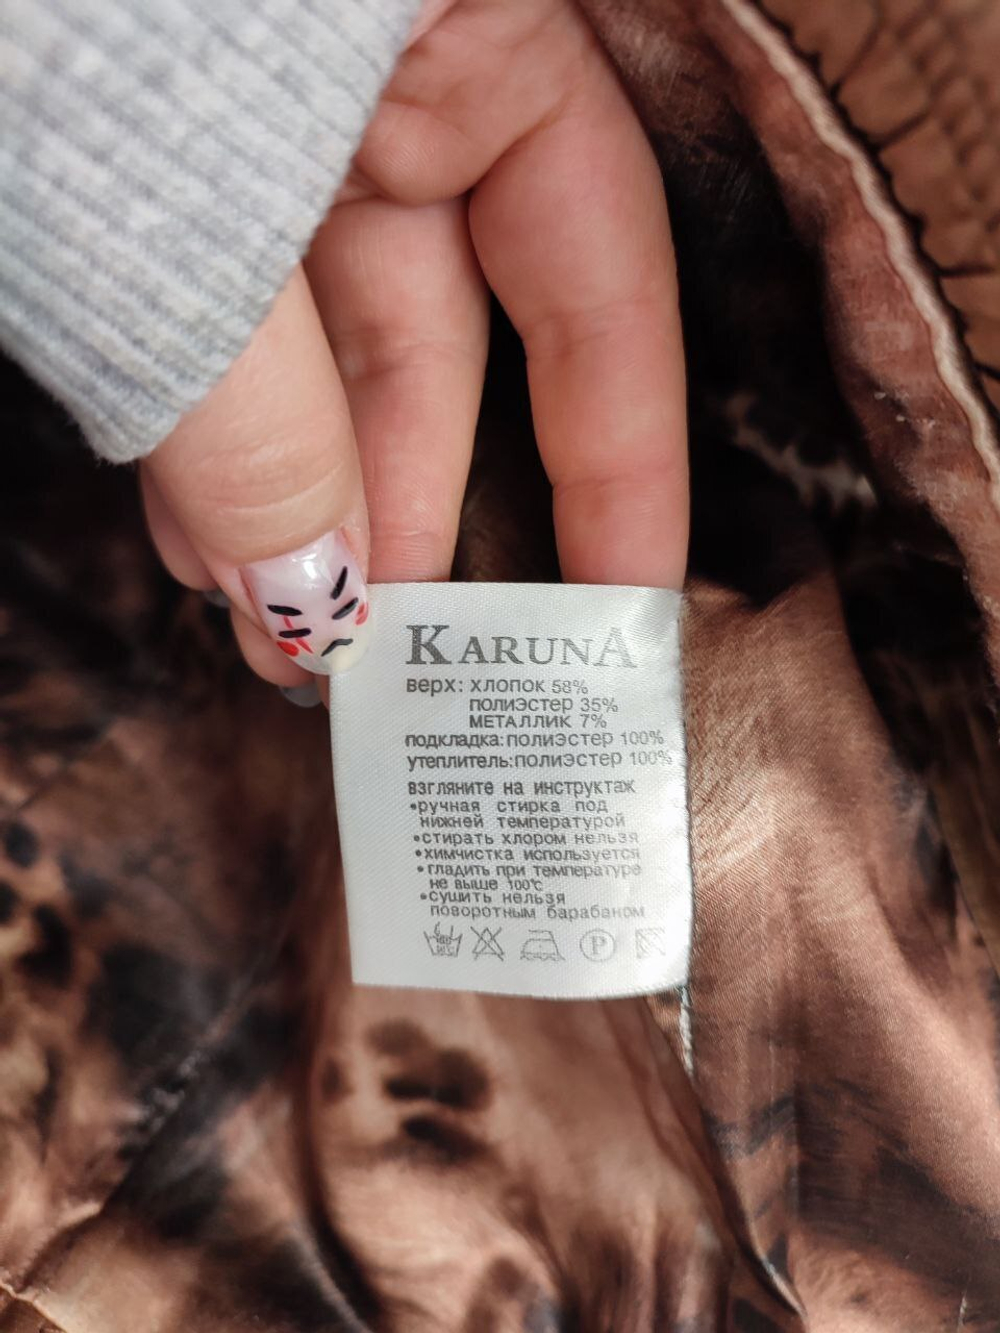 KARUNA
верх: ХЛОПОК 58%
ПОЛИЭСТЕР 35%
МЕТАЛЛИК 7%
подкладка:ПОЛИЭСТЕР 100%
утеплитель:ПОЛИЭСТЕР 100%
взгляните на инструктаж
•ручная стирка под
нижней температурой
•стирать хлором нельзя
•химчистка используется
•гладить при температуре
не выше 100℃
•сушить нельзя
поворотным барабаном
P